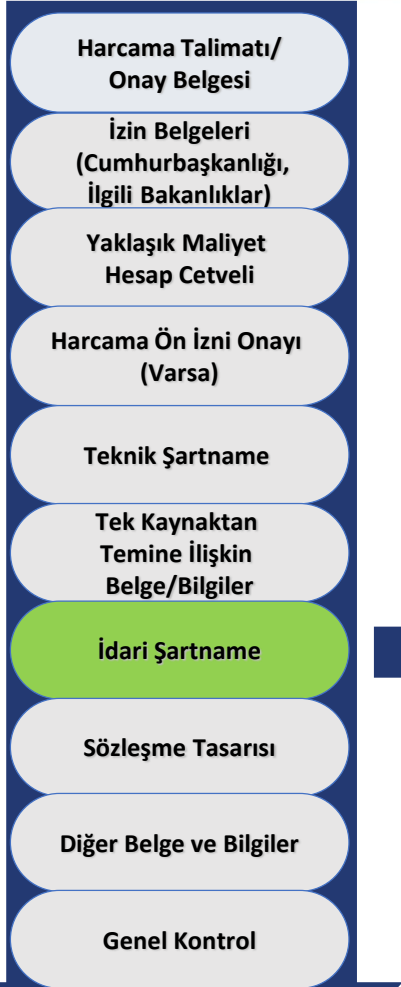 Harcama Talimatı/
Onay Belgesi
İzin Belgeleri
(Cumhurbaşkanlığı,
İlgili Bakanlıklar)
Yaklaşık Maliyet
Hesap Cetveli
Harcama Ön İzni Onayı
(Varsa)
Teknik Şartname
Tek Kaynaktan
Temine İlişkin
Belge/Bilgiler
İdari Şartname
Sözleşme Tasarısı
Diğer Belge ve Bilgiler
Genel Kontrol